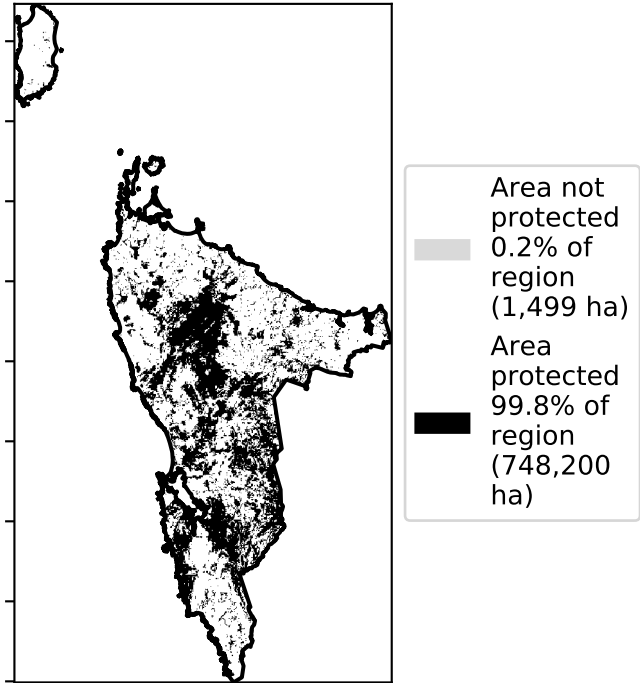 Area not
protected
0.2% of
region
(1,499 ha)
Area
protected
99.8% of
region
(748,200
ha)